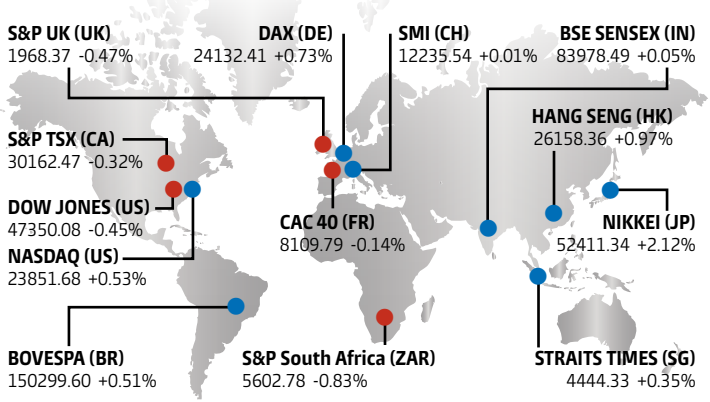 S&P UK (UK)
1968.37 -0.47%
DAX (DE)
24132.41 +0.73%
SMI (CH)
12235.54 +0.01%
BSE SENSEX (IN)
83978.49 +0.05%
HANG SENG (HK)
26158.36 +0.97%
S&P TSX (CA)
30162.47 -0.32%
DOW JONES (US)
47350.08 -0.45%
NASDAQ (US)
23851.68 +0.53%
CAC 40 (FR)
8109.79 -0.14%
NIKKEI (JP)
52411.34 +2.12%
BOVESPA (BR)
150299.60 +0.51%
S&P South Africa (ZAR)
5602.78 -0.83%
STRAITS TIMES (SG)
4444.33 +0.35%